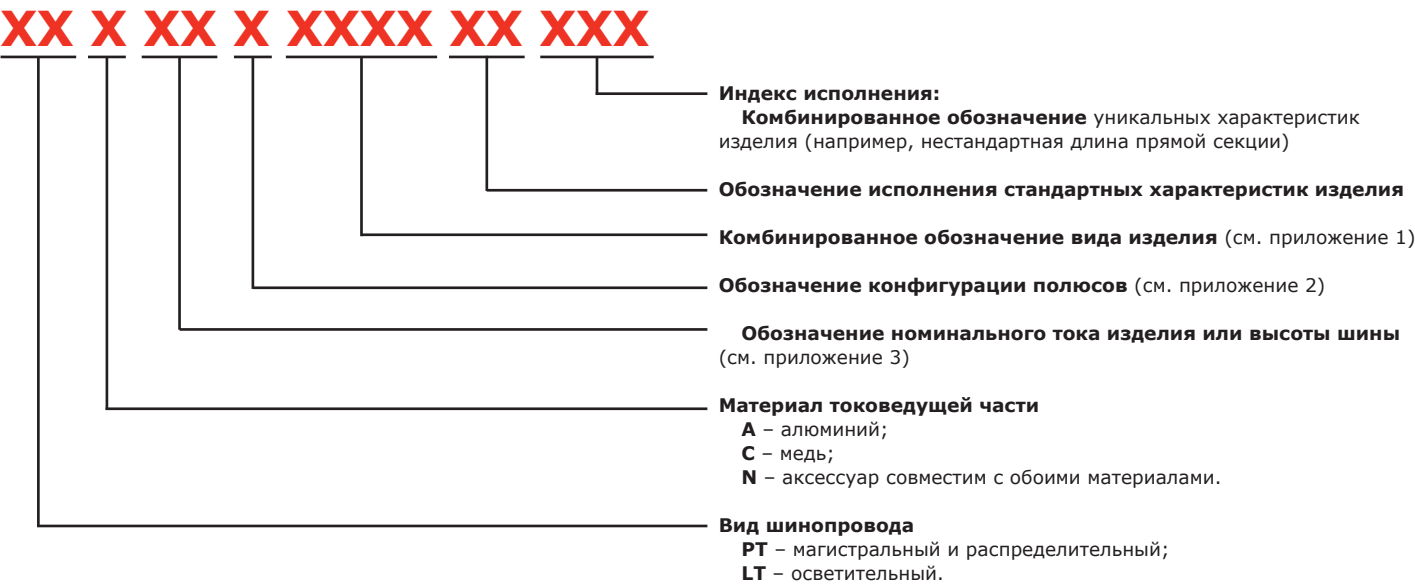 XX X XX X XXXX XX XXX
Индекс исполнения:
Комбинированное обозначение уникальных характеристик
изделия (например, нестандартная длина прямой секции)
Обозначение исполнения стандартных характеристик изделия
Комбинированное обозначение вида изделия (см. приложение 1)
Обозначение конфигурации полюсов (см. приложение 2)
Обозначение номинального тока изделия или высоты шины
(см. приложение 3)
Материал токоведущей части
A – алюминий;
C – медь;
N – аксессуар совместим с обоими материалами.
Вид шинопровода
PT – магистральный и распределительный;
LT – осветительный.